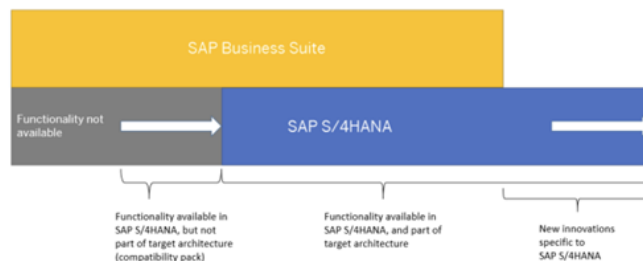 SAP Business Suite
Functionality not
available
SAP S/4HANA
Functionality available in
SAP S/4HANA, but not
part of target architecture
(compatibility pack)
Functionality available in
SAP S/4HANA, and part of
target architecture
New innovations
specific to
SAP S/4HANA